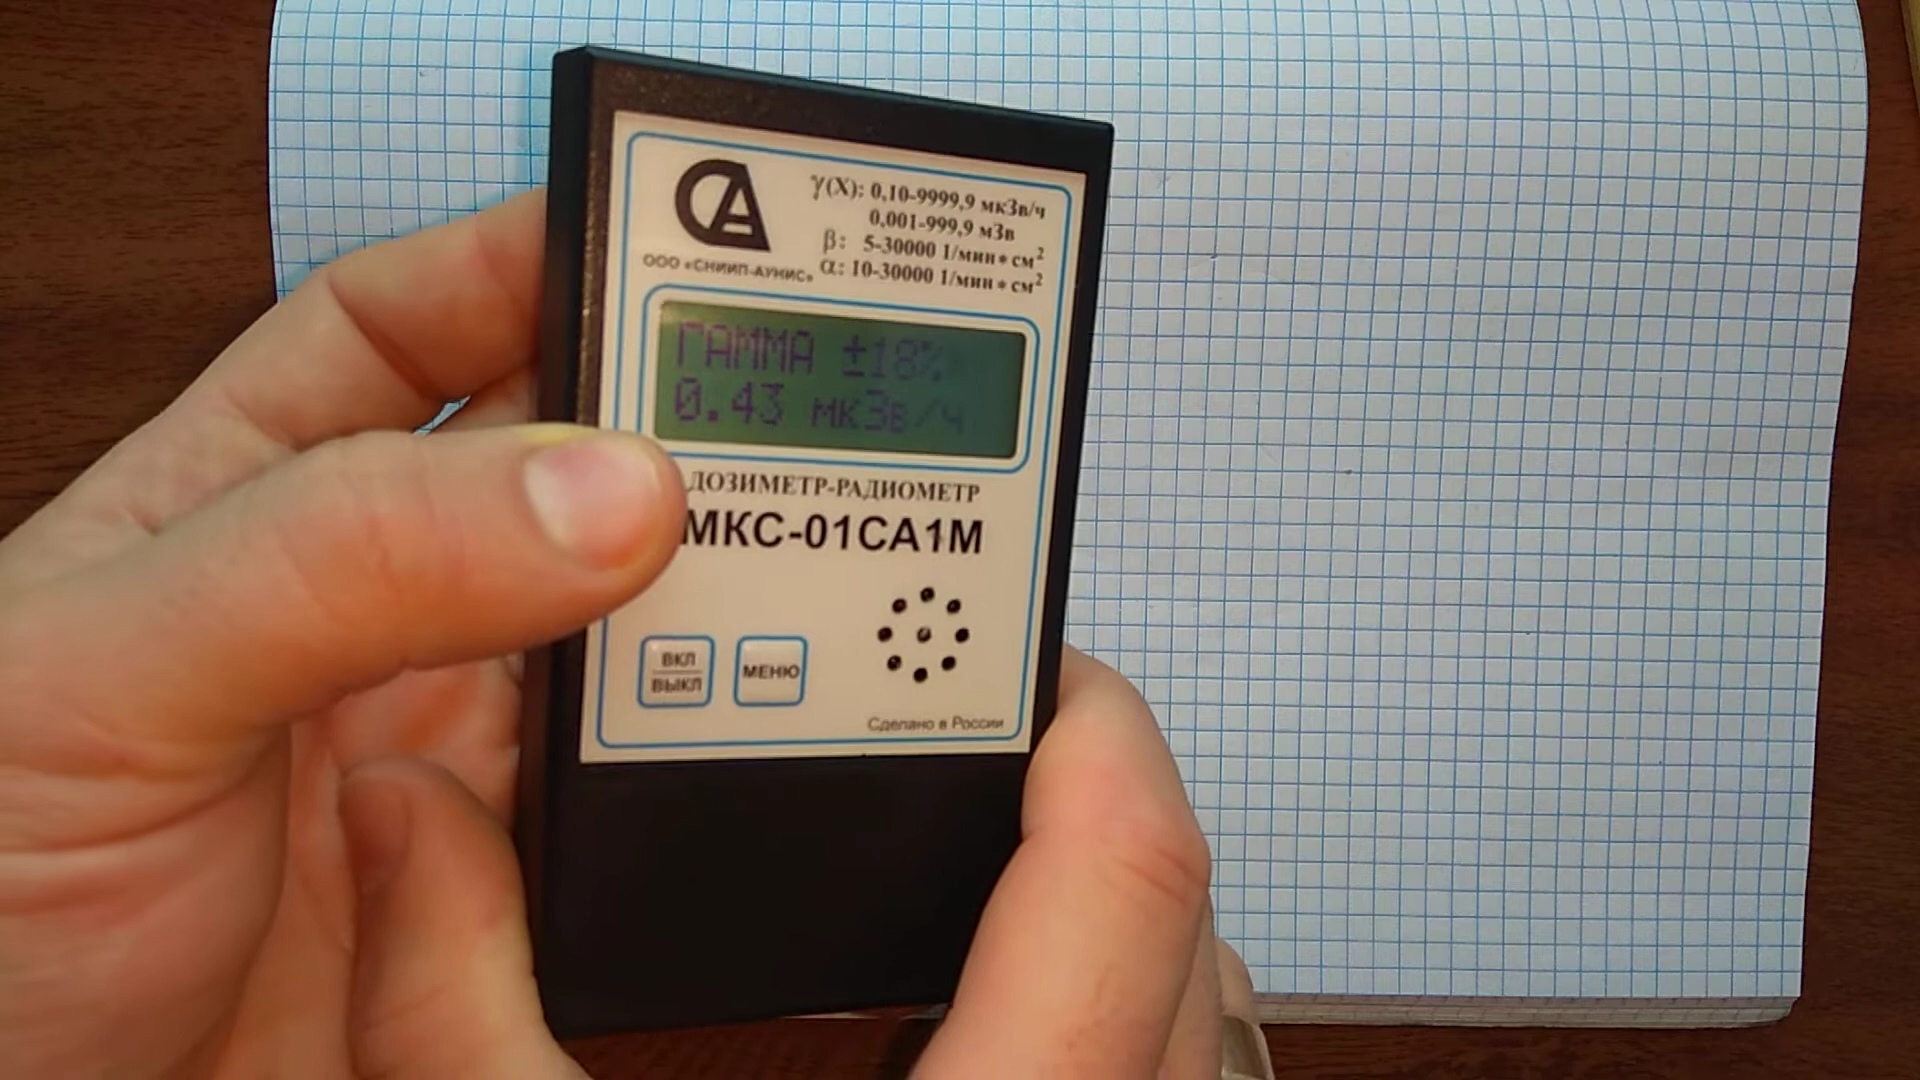 СА
ООО «СНИИП-АУНИС»
γ(X): 0,10-9999,9 мкЗв/ч
0,001-999,9 мЗв
β: 5-30000 1/мин*см²
α: 10-30000 1/мин*см²
ГАММА ±18%
0.43 мкЗв/ч
ДОЗИМЕТР-РАДИОМЕТР
МКС-01СА1М
ВКЛ
ВЫКЛ
МЕНЮ
Сделано в России